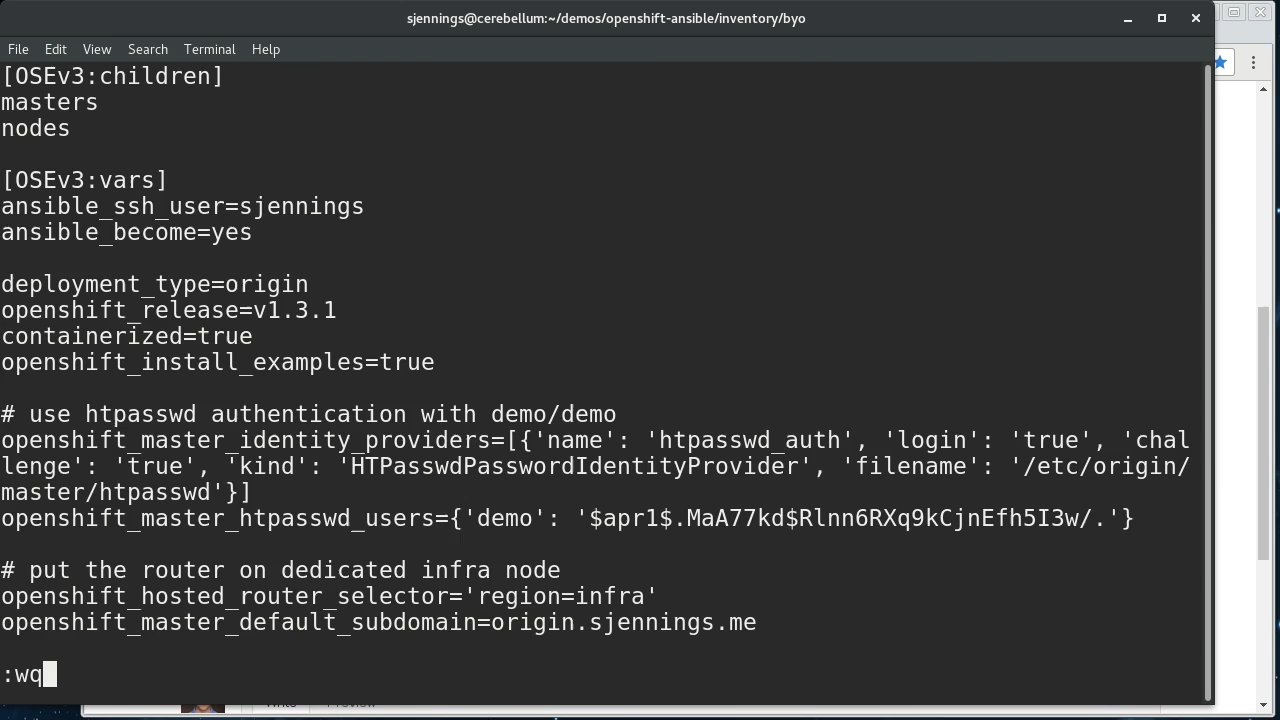 sjennings@cerebellum:~/demos/openshift-ansible/inventory/byo
File Edit View Search Terminal Help
[OSEv3:children]
masters
nodes
[OSEv3:vars]
ansible_ssh_user=sjennings
ansible_become=yes
deployment_type=origin
openshift_release=v1.3.1
containerized=true
openshift_install_examples=true
# use htpasswd authentication with demo/demo
openshift_master_identity_providers=[{'name': 'htpasswd_auth', 'login': 'true', 'chal
lenge': 'true', 'kind': 'HTPasswdPasswordIdentityProvider', 'filename': '/etc/origin/
master/htpasswd'}]
openshift_master_htpasswd_users={'demo': '$apr1$.MaA77kd$Rlnn6RXq9kCjnEfh5I3w/.'}
# put the router on dedicated infra node
openshift_hosted_router_selector='region=infra'
openshift_master_default_subdomain=origin.sjennings.me
:wq